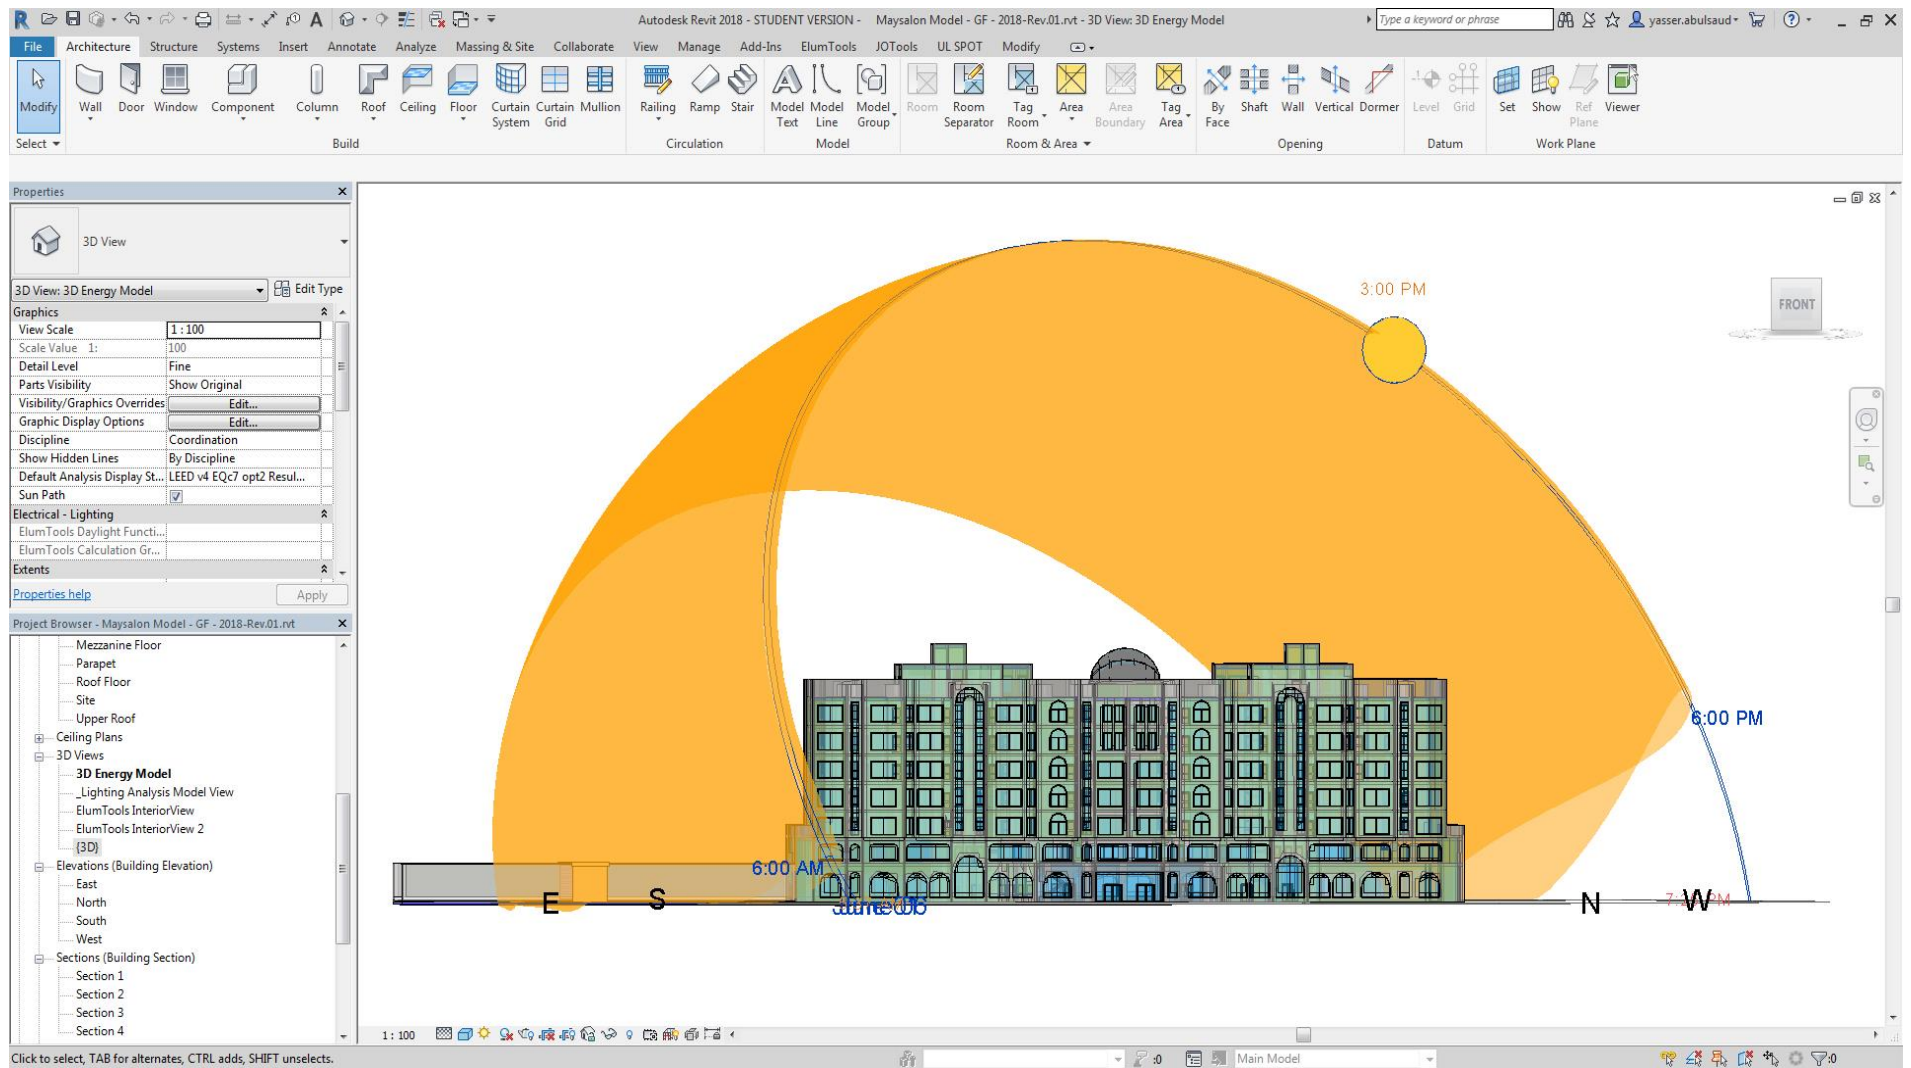 Autodesk Revit 2018 - STUDENT VERSION - Maysalon Model - GF - 2018-Rev.01.rvt - 3D View: 3D Energy Model
Type a keyword or phrase
yasser.abulsaud
File Architecture Structure Systems Insert Annotate Analyze Massing & Site Collaborate View Manage Add-Ins ElumTools JOTools UL SPOT Modify
Modify Wall Door Window Component Column Roof Ceiling Floor Curtain System Curtain Grid Mullion Railing Ramp Stair Model Text Model Line Model Group Room Room Separator Tag Room Area Area Boundary Tag Area By Face Shaft Wall Vertical Dormer Level Grid Set Show Ref Plane Viewer
Select Build Circulation Model Room & Area Opening Datum Work Plane
Properties
3D View
3D View: 3D Energy Model Edit Type
Graphics
View Scale 1 : 100
Scale Value 1: 100
Detail Level Fine
Parts Visibility Show Original
Visibility/Graphics Overrides Edit...
Graphic Display Options Edit...
Discipline Coordination
Show Hidden Lines By Discipline
Default Analysis Display St... LEED v4 EQc7 opt2 Resul...
Sun Path
Electrical - Lighting
ElumTools Daylight Functi...
ElumTools Calculation Gr...
Extents
Properties help Apply
Project Browser - Maysalon Model - GF - 2018-Rev.01.rvt
Mezzanine Floor
Parapet
Roof Floor
Site
Upper Roof
Ceiling Plans
3D Views
3D Energy Model
_Lighting Analysis Model View
ElumTools InteriorView
ElumTools InteriorView 2
{3D}
Elevations (Building Elevation)
East
North
South
West
Sections (Building Section)
Section 1
Section 2
Section 3
Section 4
3:00 PM
FRONT
6:00 PM
6:00 AM
E
S
N
W
1 : 100
Click to select, TAB for alternates, CTRL adds, SHIFT unselects.
:0
Main Model
:0